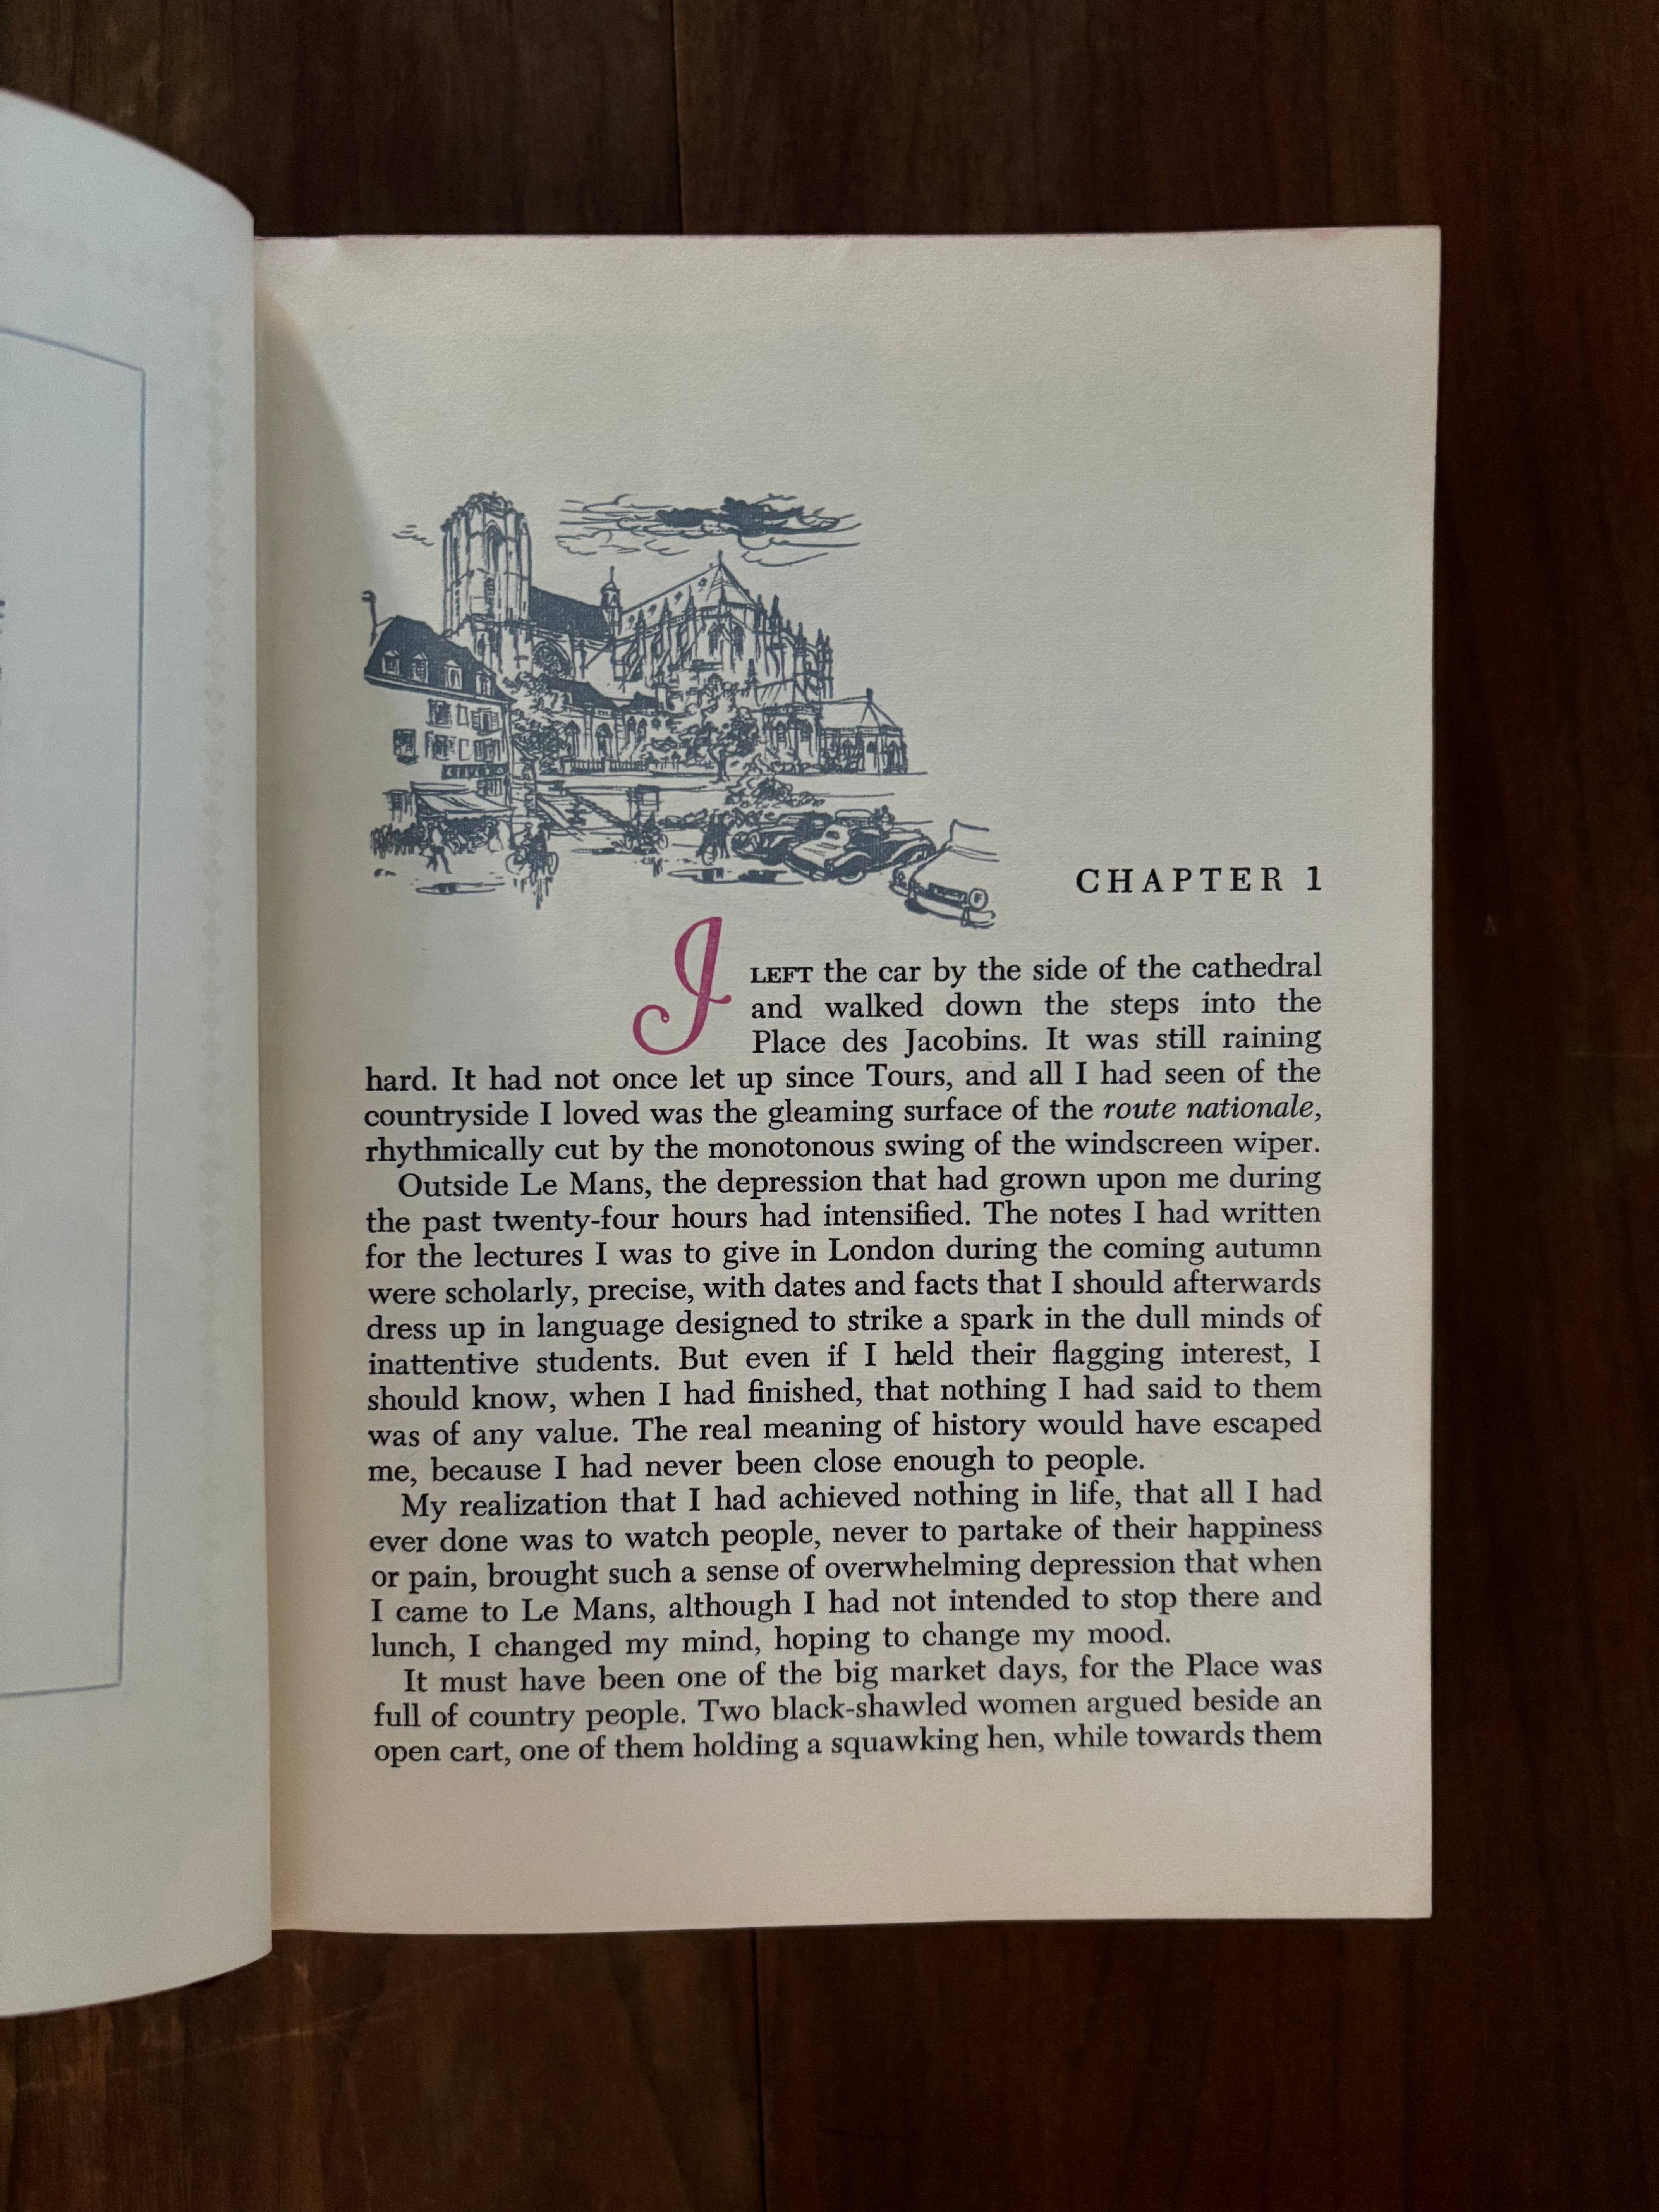 CHAPTER 1
I LEFT the car by the side of the cathedral
and walked down the steps into the
Place des Jacobins. It was still raining
hard. It had not once let up since Tours, and all I had seen of the
countryside I loved was the gleaming surface of the route nationale,
rhythmically cut by the monotonous swing of the windscreen wiper.
Outside Le Mans, the depression that had grown upon me during
the past twenty-four hours had intensified. The notes I had written
for the lectures I was to give in London during the coming autumn
were scholarly, precise, with dates and facts that I should afterwards
dress up in language designed to strike a spark in the dull minds of
inattentive students. But even if I held their flagging interest, I
should know, when I had finished, that nothing I had said to them
was of any value. The real meaning of history would have escaped
me, because I had never been close enough to people.
My realization that I had achieved nothing in life, that all I had
ever done was to watch people, never to partake of their happiness
or pain, brought such a sense of overwhelming depression that when
I came to Le Mans, although I had not intended to stop there and
lunch, I changed my mind, hoping to change my mood.
It must have been one of the big market days, for the Place was
full of country people. Two black-shawled women argued beside an
open cart, one of them holding a squawking hen, while towards them